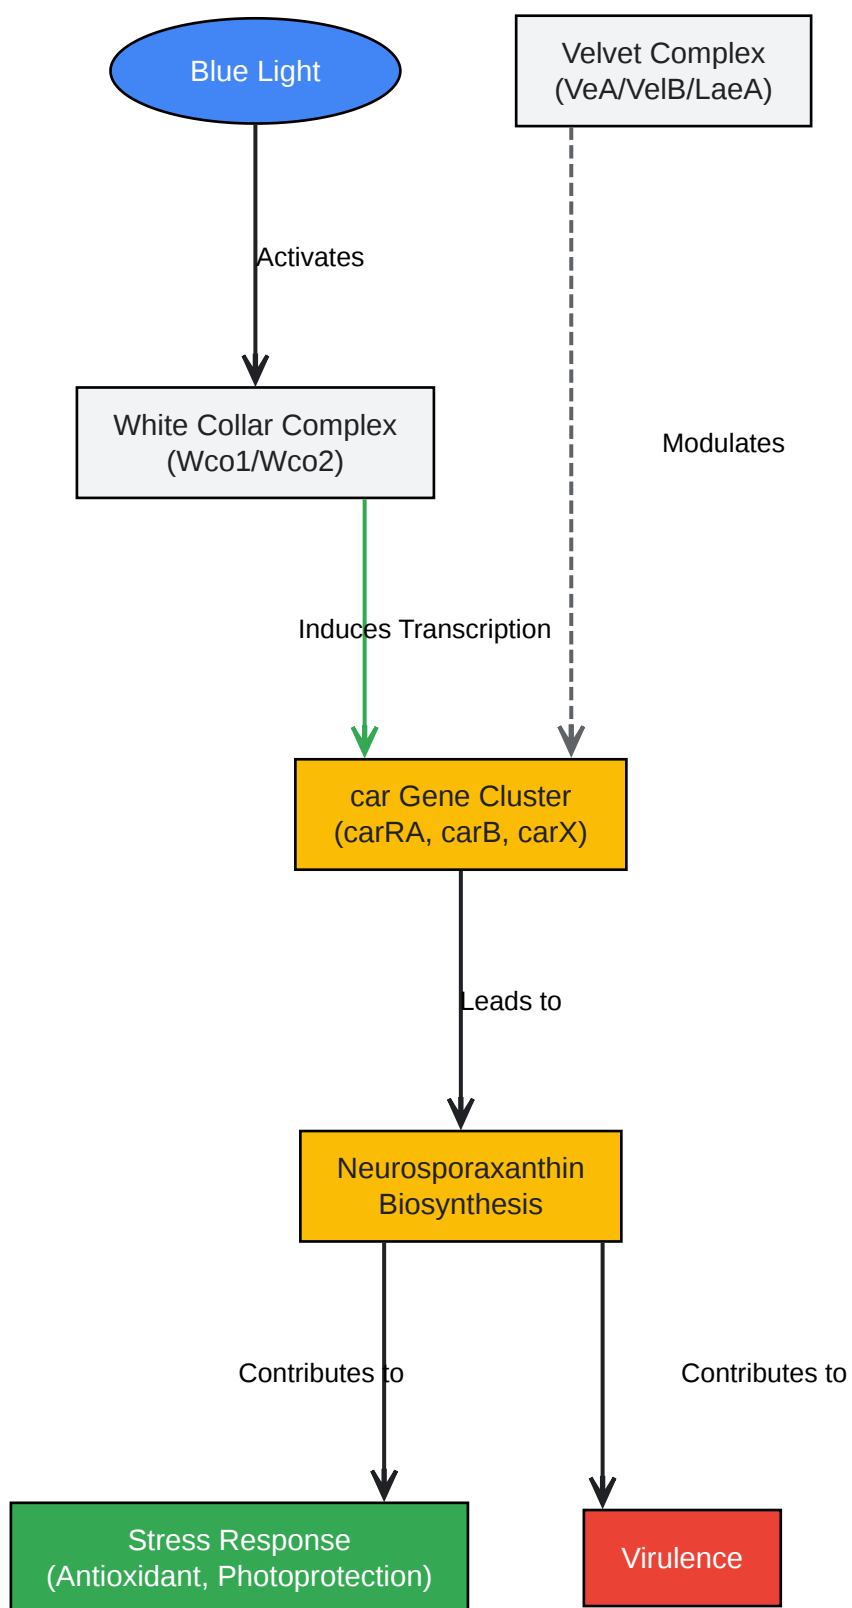 Blue Light
Velvet Complex
(VeA/VelB/LaeA)
Activates
White Collar Complex
(Wco1/Wco2)
Modulates
Induces Transcription
car Gene Cluster
(carRA, carB, carX)
Leads to
Neurosporaxanthin
Biosynthesis
Contributes to
Contributes to
Stress Response
(Antioxidant, Photoprotection)
Virulence